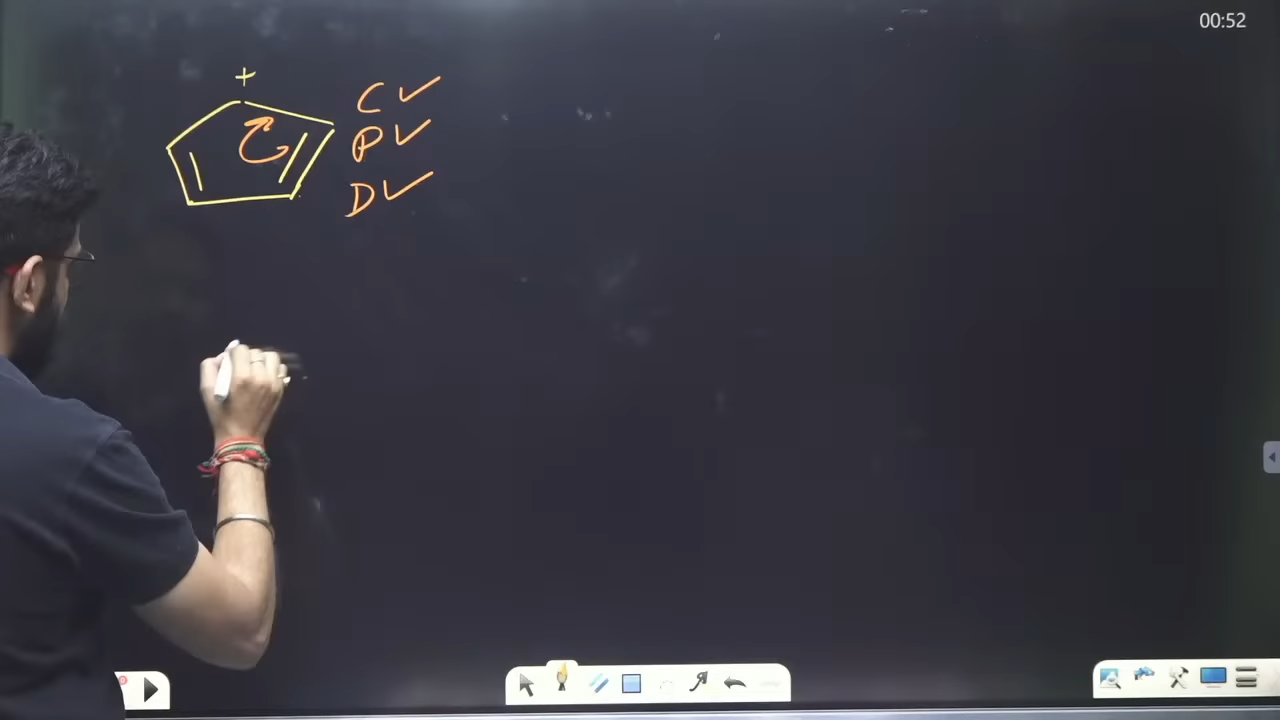 00:52
+
C ✓
P ✓
D ✓